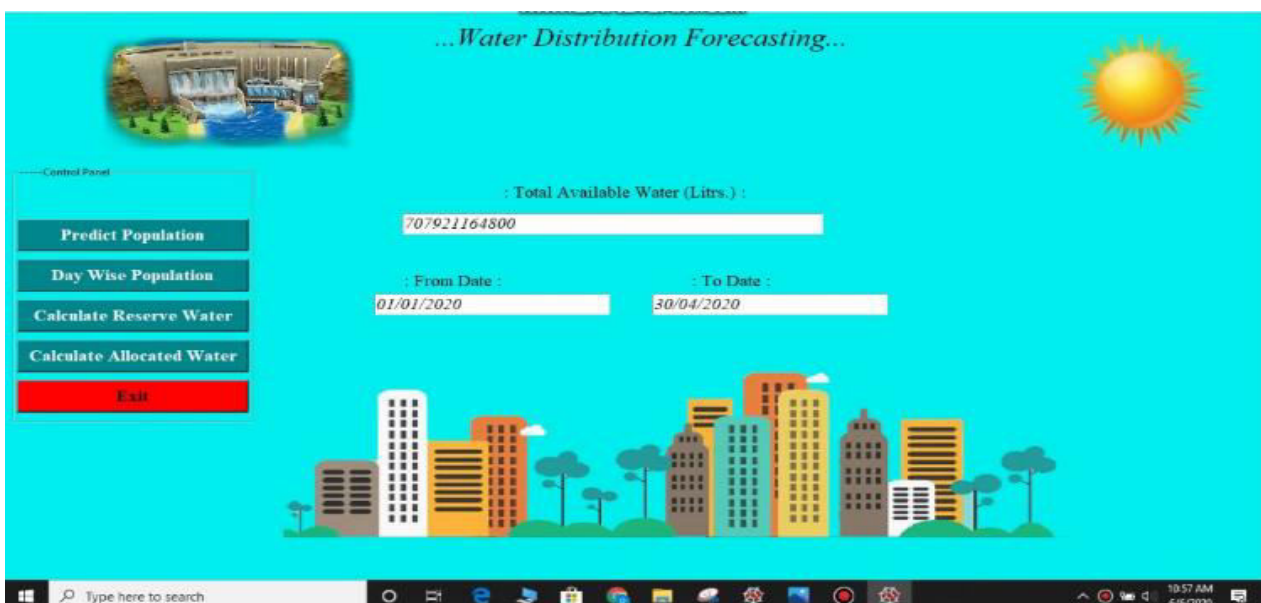 ...Water Distribution Forecasting...
-----Control Panel
: Total Available Water (Litrs.) :
707921164800
Predict Population
Day Wise Population
: From Date :
: To Date :
01/01/2020
30/04/2020
Calculate Reserve Water
Calculate Allocated Water
Exit
Type here to search
10:57 AM